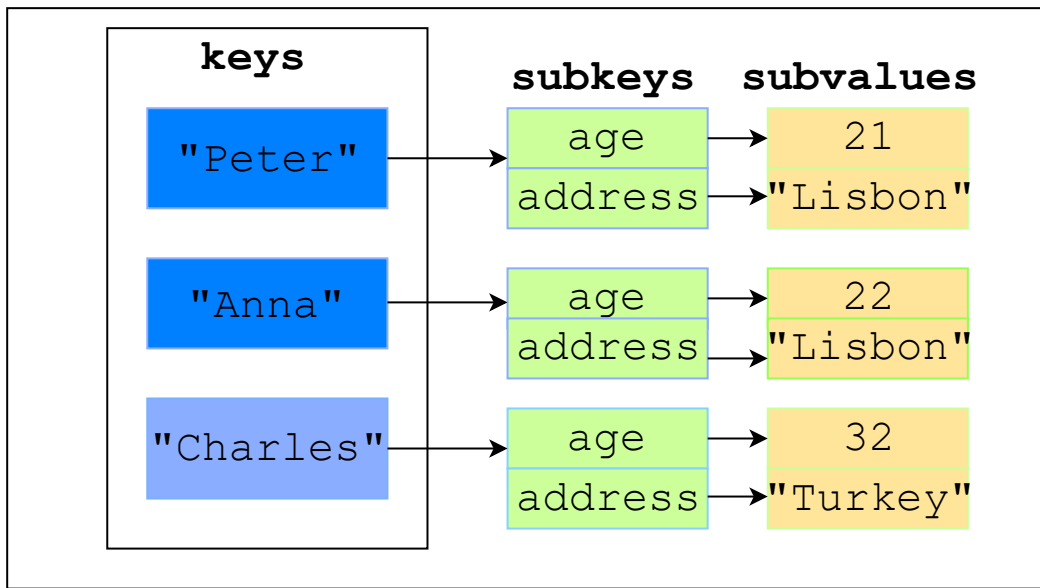 keys
subkeys subvalues
"Peter"
age 21
address "Lisbon"
"Anna"
age 22
address "Lisbon"
"Charles"
age 32
address "Turkey"